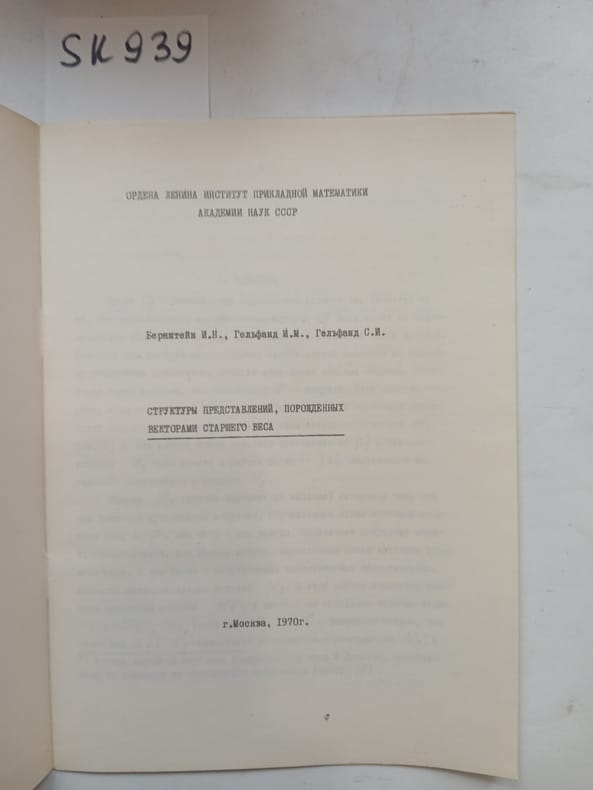 SK 939
ОРДЕНА ЛЕНИНА ИНСТИТУТ ПРИКЛАДНОЙ МАТЕМАТИКИ
АКАДЕМИИ НАУК СССР
Бернштейн И.Н., Гельфанд И.М., Гельфанд С.И.
СТРУКТУРЫ ПРЕДСТАВЛЕНИЙ, ПОРОЖДЕННЫХ
ВЕКТОРАМИ СТАРШЕГО ВЕСА
г.Москва, 1970г.